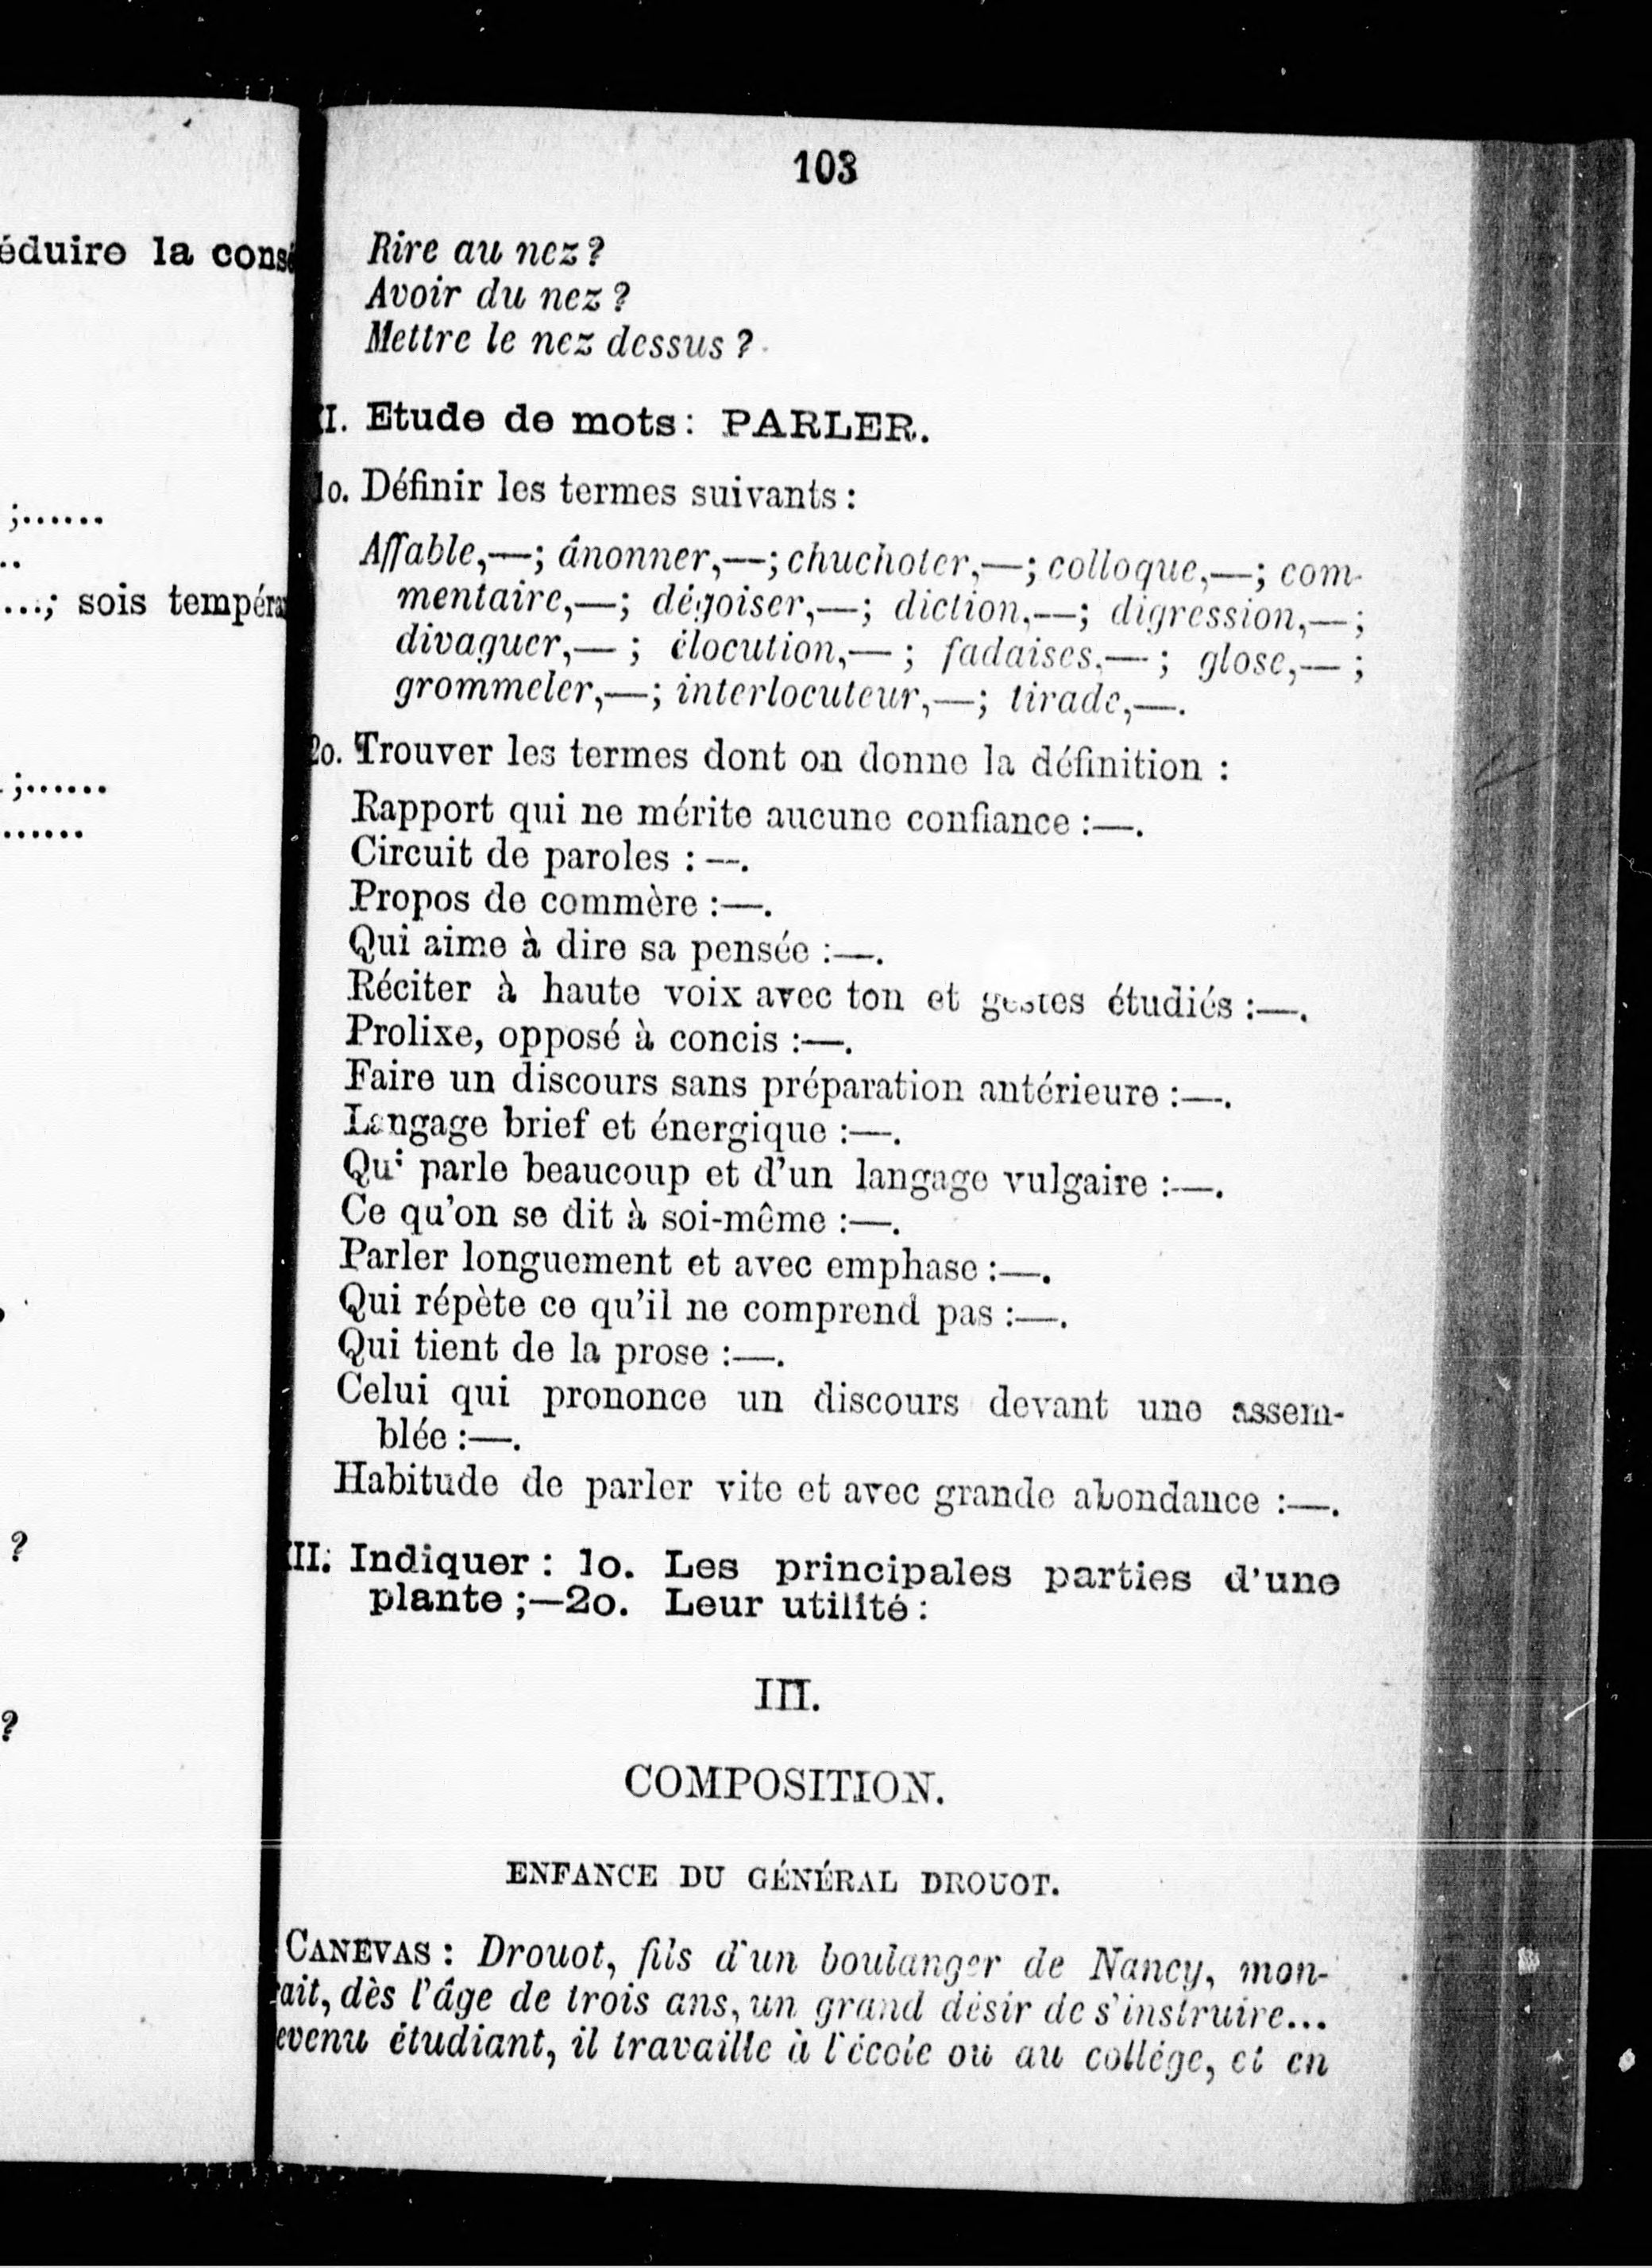 éduire la cons
;......
..
...; sois tempéra
;......
......
?
?
103
Rire au nez ?
Avoir du nez ?
Mettre le nez dessus ?
II. Etude de mots : PARLER.
1o. Définir les termes suivants :
Affable,—; ânonner,—; chuchoter,—; colloque,—; com-
mentaire,—; dégoiser,—; diction,—; digression,—;
divaguer,— ; élocution,— ; fadaises,— ; glose,— ;
grommeler,—; interlocuteur,—; tirade,—.
2o. Trouver les termes dont on donne la définition :
Rapport qui ne mérite aucune confiance :—.
Circuit de paroles : —.
Propos de commère :—.
Qui aime à dire sa pensée :—.
Réciter à haute voix avec ton et gestes étudiés :—.
Prolixe, opposé à concis :—.
Faire un discours sans préparation antérieure :—.
Langage brief et énergique :—.
Qui parle beaucoup et d'un langage vulgaire :—.
Ce qu'on se dit à soi-même :—.
Parler longuement et avec emphase :—.
Qui répète ce qu'il ne comprend pas :—.
Qui tient de la prose :—.
Celui qui prononce un discours devant une assem-
blée :—.
Habitude de parler vite et avec grande abondance :—.
III. Indiquer : 1o. Les principales parties d'une
plante ;—2o. Leur utilité :
III.
COMPOSITION.
ENFANCE DU GÉNÉRAL DROUOT.
CANEVAS : Drouot, fils d'un boulanger de Nancy, mon-
rait, dès l'âge de trois ans, un grand désir de s'instruire...
evenu étudiant, il travaille à l'école ou au collége, et en